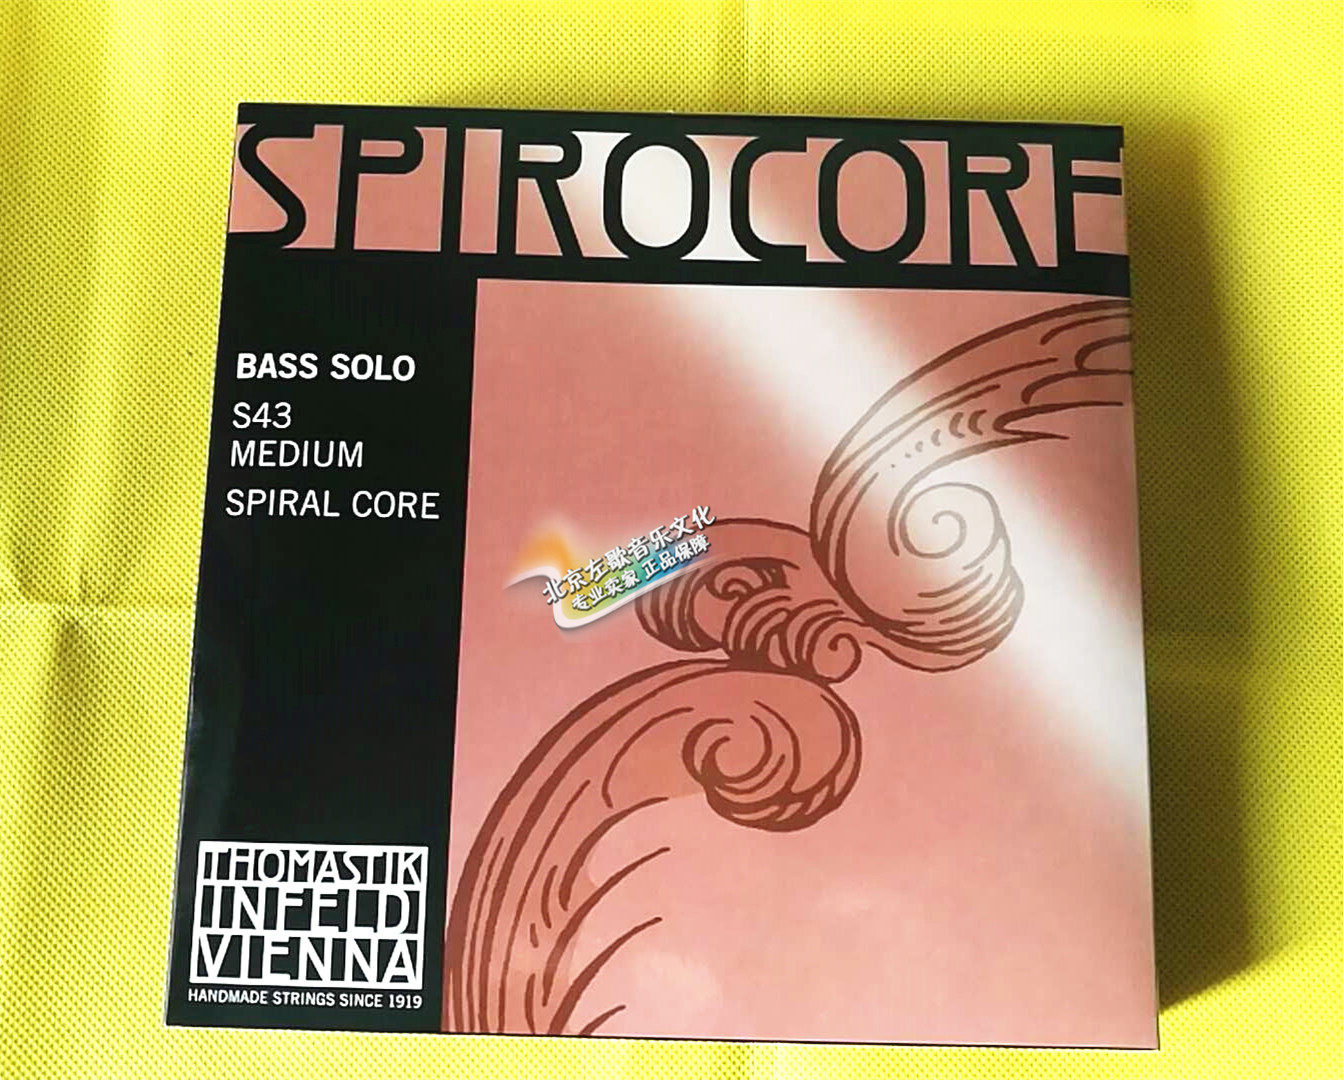 SPIROCORE
BASS SOLO
S43
MEDIUM
SPIRAL CORE
北京左歌音乐文化
专业卖家 正品保障
THOMASTIK
INFELD
VIENNA
HANDMADE STRINGS SINCE 1919